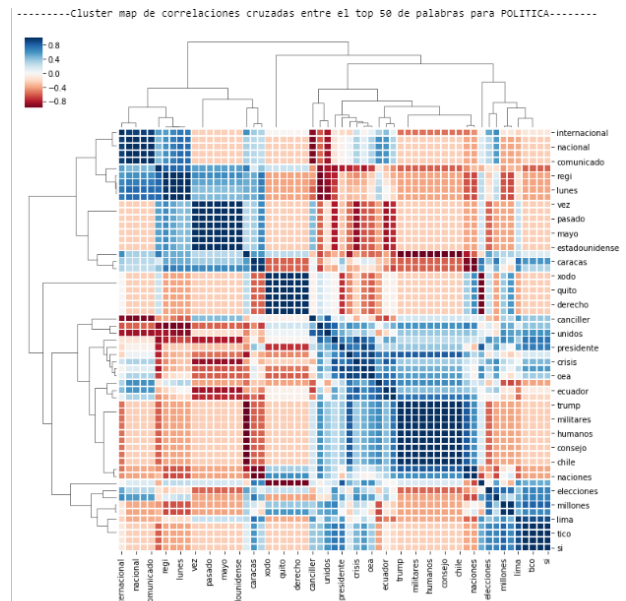 ---------Cluster map de correlaciones cruzadas entre el top 50 de palabras para POLITICA--------
0.8
0.4
0.0
−0.4
−0.8
internacional
nacional
comunicado
regi
lunes
vez
pasado
mayo
estadounidense
caracas
xodo
quito
derecho
canciller
unidos
presidente
crisis
oea
ecuador
trump
militares
humanos
consejo
chile
naciones
elecciones
millones
lima
tico
si
ernacional
nacional
omunicado
regi
lunes
vez
pasado
mayo
ounidense
caracas
xodo
quito
derecho
canciller
unidos
presidente
crisis
oea
ecuador
trump
militares
humanos
consejo
chile
naciones
elecciones
millones
lima
tico
si